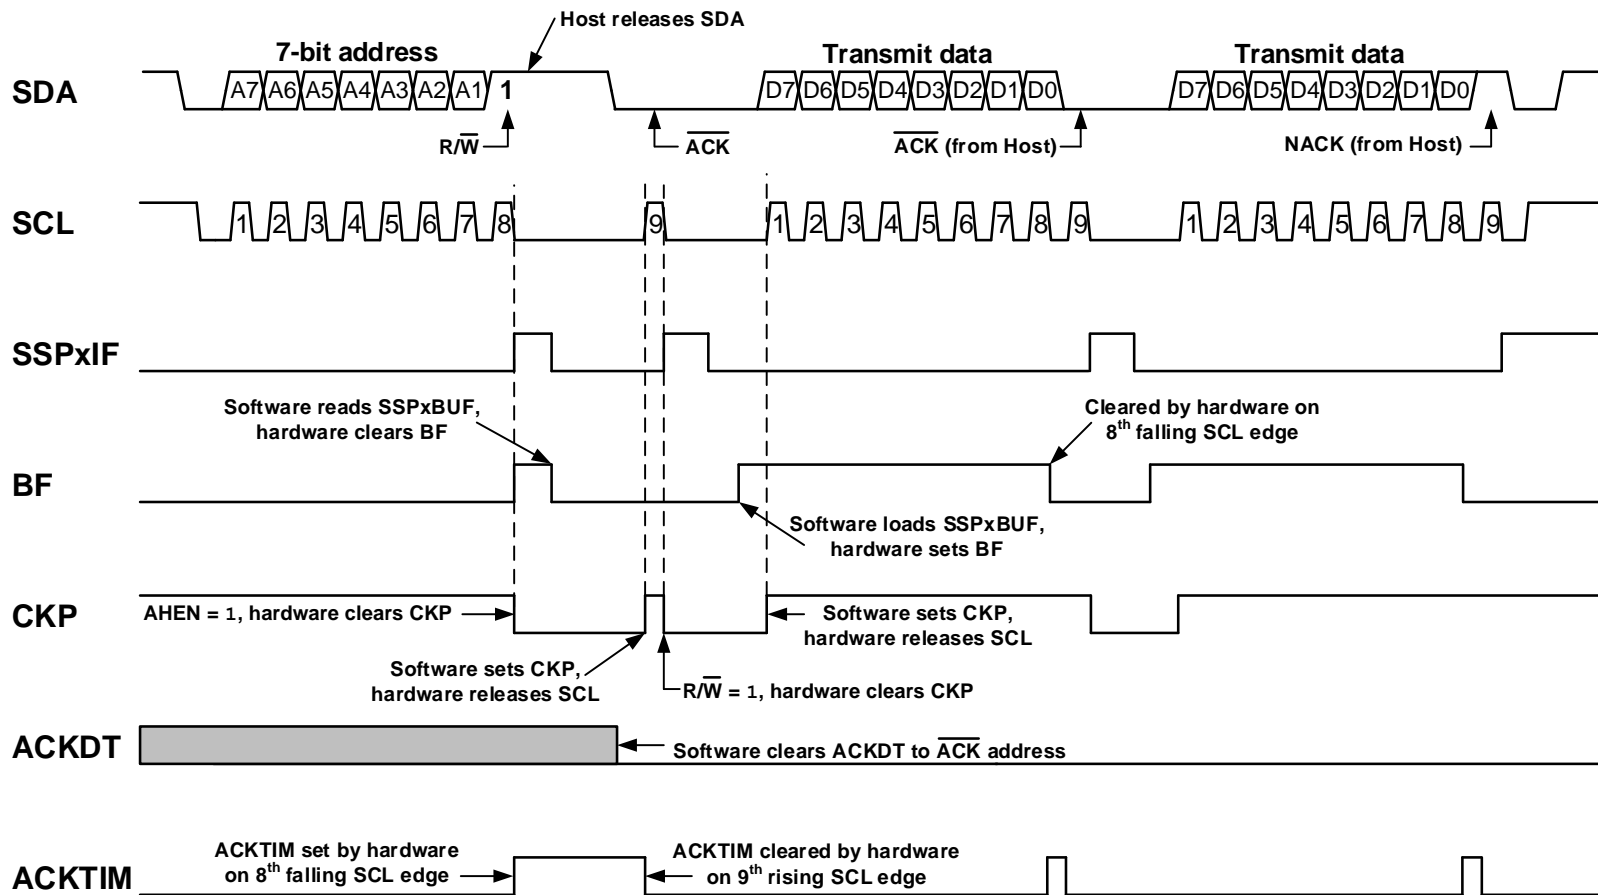 Host releases SDA
7-bit address
Transmit data
Transmit data
SDA
A7 A6 A5 A4 A3 A2 A1 1
D7 D6 D5 D4 D3 D2 D1 D0
D7 D6 D5 D4 D3 D2 D1 D0
R/W̅
A̅C̅K̅
A̅C̅K̅ (from Host)
NACK (from Host)
SCL
1 2 3 4 5 6 7 8 9
1 2 3 4 5 6 7 8 9
1 2 3 4 5 6 7 8 9
SSPxIF
Software reads SSPxBUF,
hardware clears BF
Cleared by hardware on
8th falling SCL edge
BF
Software loads SSPxBUF,
hardware sets BF
CKP
AHEN = 1, hardware clears CKP
Software sets CKP,
hardware releases SCL
Software sets CKP,
hardware releases SCL
R/W̅ = 1, hardware clears CKP
ACKDT
Software clears ACKDT to A̅C̅K̅ address
ACKTIM
ACKTIM set by hardware
on 8th falling SCL edge
ACKTIM cleared by hardware
on 9th rising SCL edge